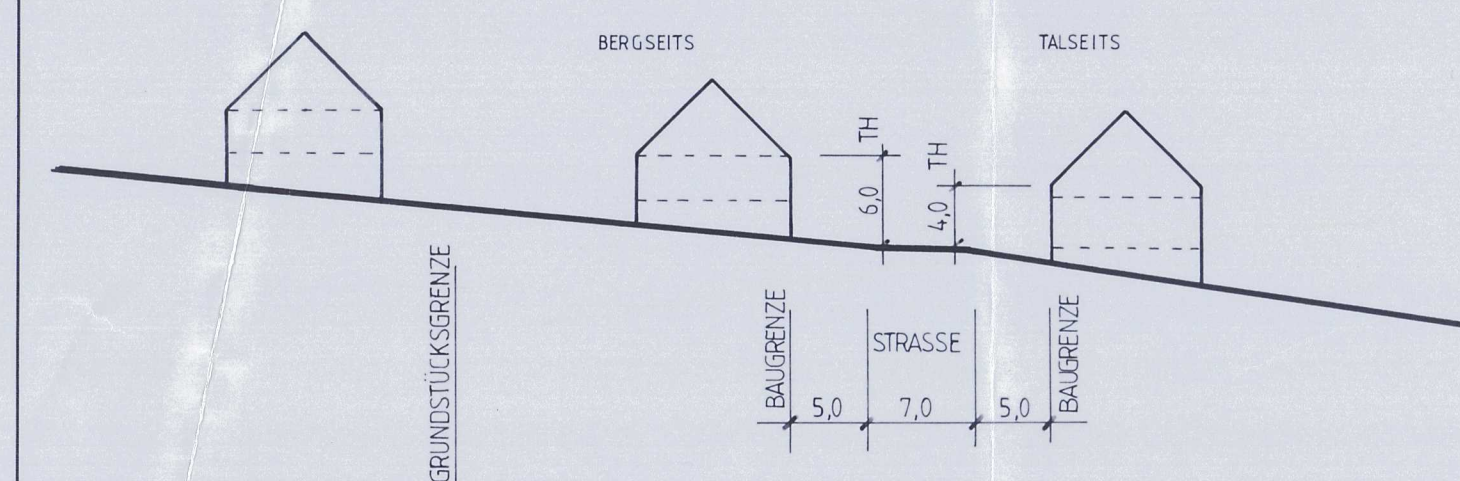 BERGSEITS
TALSEITS
TH
6,0
TH
4,0
GRUNDSTÜCKSGRENZE
BAUGRENZE
STRASSE
BAUGRENZE
5,0
7,0
5,0